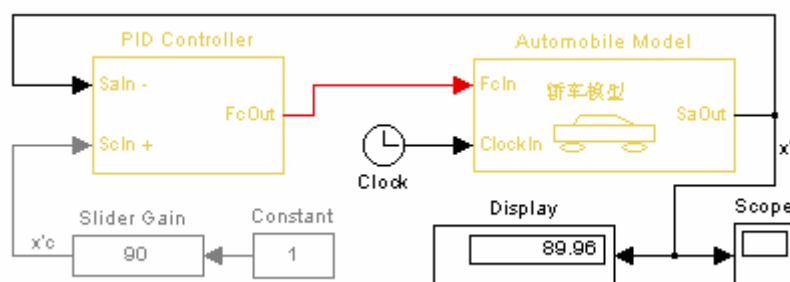 PID Controller
Automobile Model
SaIn -
FcOut
ScIn +
FcIn
轿车模型
SaOut
ClockIn
Clock
x'
Slider Gain
Constant
x'c
90
1
Display
89.96
Scope